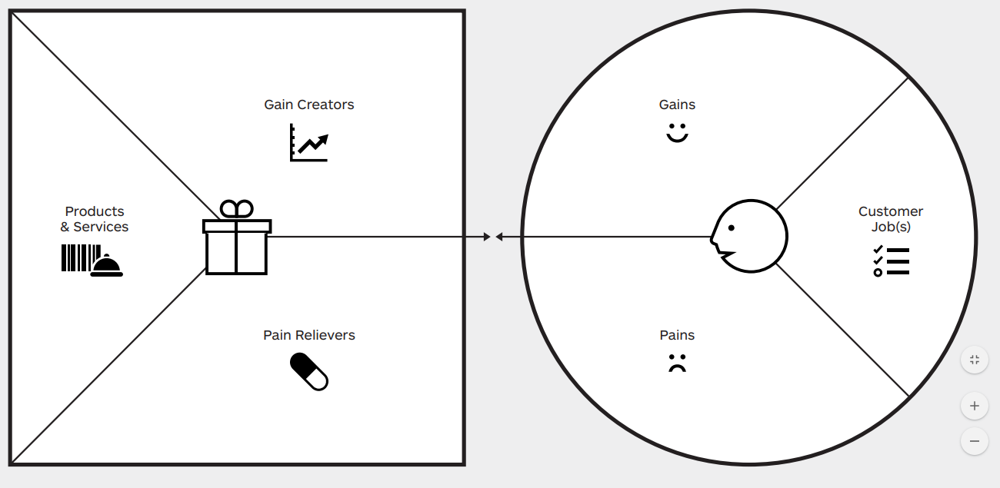 Gain Creators
Products
& Services
Pain Relievers
Gains
Customer
Job(s)
Pains